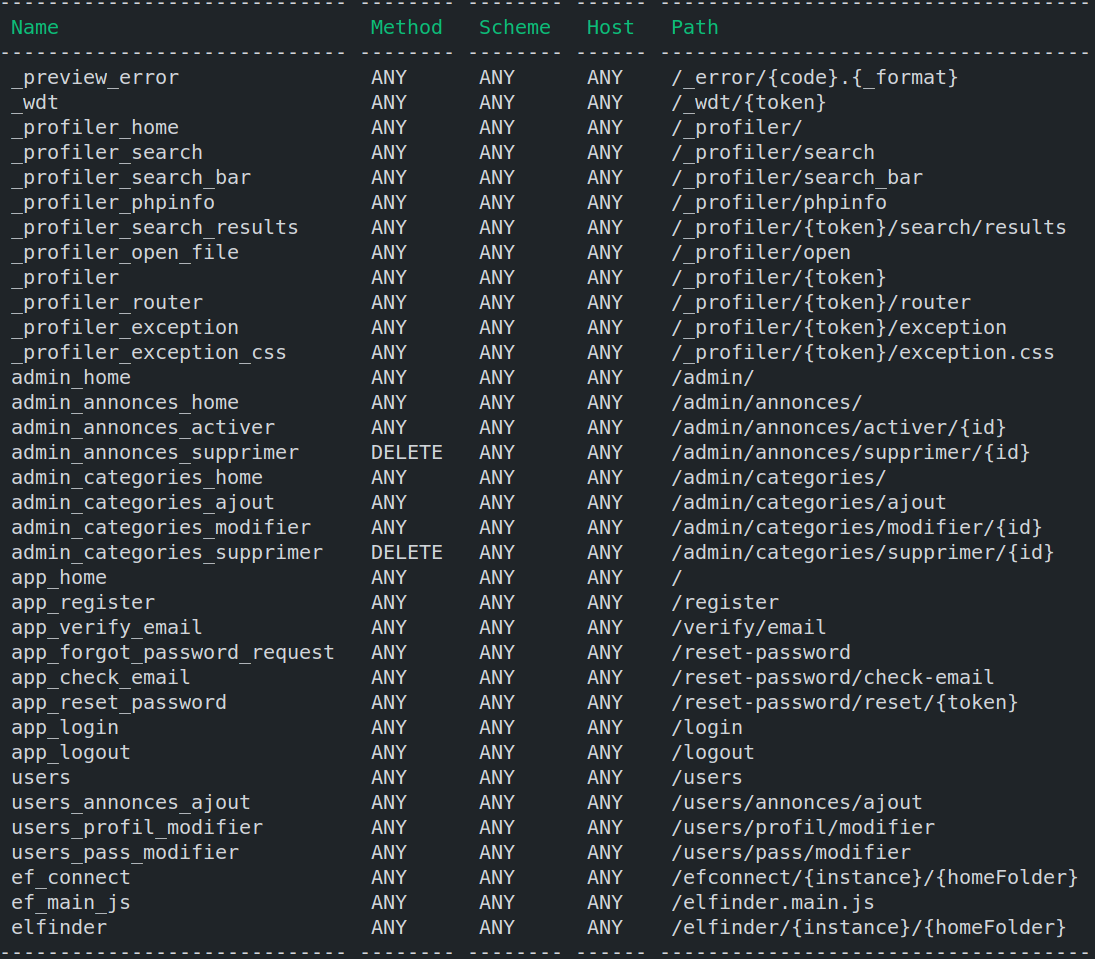 ---------------------------- -------- -------- ------ ------------------------------------
Name Method Scheme Host Path
---------------------------- -------- -------- ------ ------------------------------------
_preview_error ANY ANY ANY /_error/{code}.{_format}
_wdt ANY ANY ANY /_wdt/{token}
_profiler_home ANY ANY ANY /_profiler/
_profiler_search ANY ANY ANY /_profiler/search
_profiler_search_bar ANY ANY ANY /_profiler/search_bar
_profiler_phpinfo ANY ANY ANY /_profiler/phpinfo
_profiler_search_results ANY ANY ANY /_profiler/{token}/search/results
_profiler_open_file ANY ANY ANY /_profiler/open
_profiler ANY ANY ANY /_profiler/{token}
_profiler_router ANY ANY ANY /_profiler/{token}/router
_profiler_exception ANY ANY ANY /_profiler/{token}/exception
_profiler_exception_css ANY ANY ANY /_profiler/{token}/exception.css
admin_home ANY ANY ANY /admin/
admin_annonces_home ANY ANY ANY /admin/annonces/
admin_annonces_activer ANY ANY ANY /admin/annonces/activer/{id}
admin_annonces_supprimer DELETE ANY ANY /admin/annonces/supprimer/{id}
admin_categories_home ANY ANY ANY /admin/categories/
admin_categories_ajout ANY ANY ANY /admin/categories/ajout
admin_categories_modifier ANY ANY ANY /admin/categories/modifier/{id}
admin_categories_supprimer DELETE ANY ANY /admin/categories/supprimer/{id}
app_home ANY ANY ANY /
app_register ANY ANY ANY /register
app_verify_email ANY ANY ANY /verify/email
app_forgot_password_request ANY ANY ANY /reset-password
app_check_email ANY ANY ANY /reset-password/check-email
app_reset_password ANY ANY ANY /reset-password/reset/{token}
app_login ANY ANY ANY /login
app_logout ANY ANY ANY /logout
users ANY ANY ANY /users
users_annonces_ajout ANY ANY ANY /users/annonces/ajout
users_profil_modifier ANY ANY ANY /users/profil/modifier
users_pass_modifier ANY ANY ANY /users/pass/modifier
ef_connect ANY ANY ANY /efconnect/{instance}/{homeFolder}
ef_main_js ANY ANY ANY /elfinder.main.js
elfinder ANY ANY ANY /elfinder/{instance}/{homeFolder}
---------------------------- -------- -------- ------ ------------------------------------